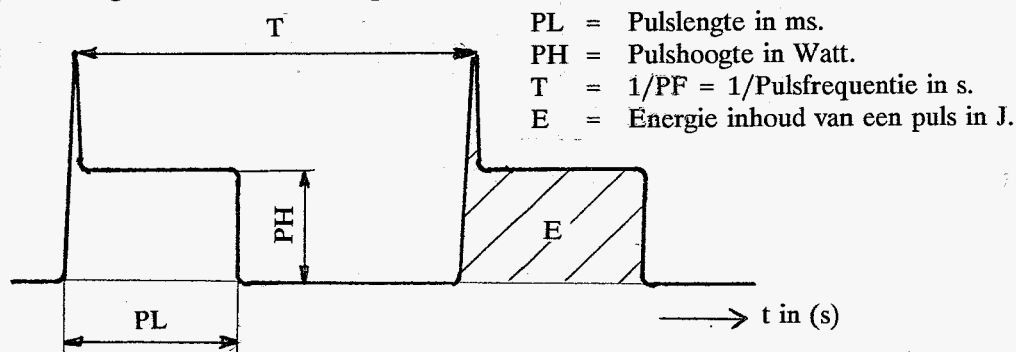 PL = Pulslengte in ms.
PH = Pulshoogte in Watt.
T = 1/PF = 1/Pulsfrequentie in s.
E = Energie inhoud van een puls in J.
T
PH
E
PL
t in (s)